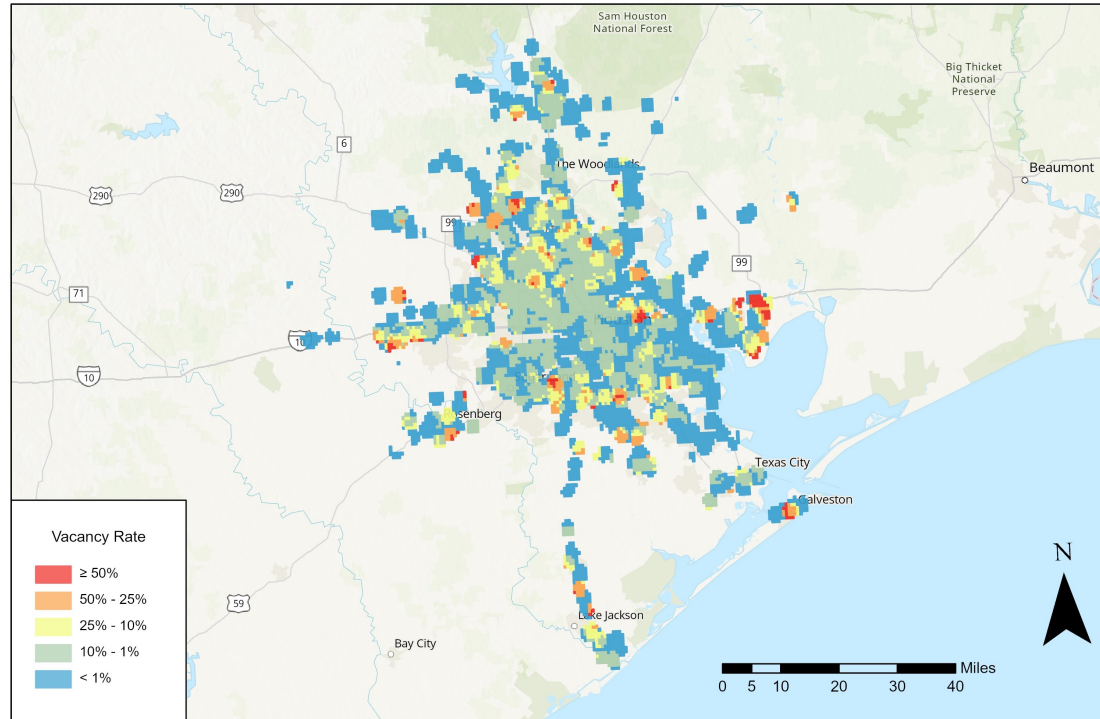 Sam Houston
National Forest
Big Thicket
National
Preserve
6
The Woodlands
Beaumont
290
290
99
99
71
10
10
Rosenberg
Texas City
Galveston
Vacancy Rate
≥ 50%
50% - 25%
25% - 10%
10% - 1%
< 1%
59
Lake Jackson
Bay City
N
Miles
0 5 10 20 30 40